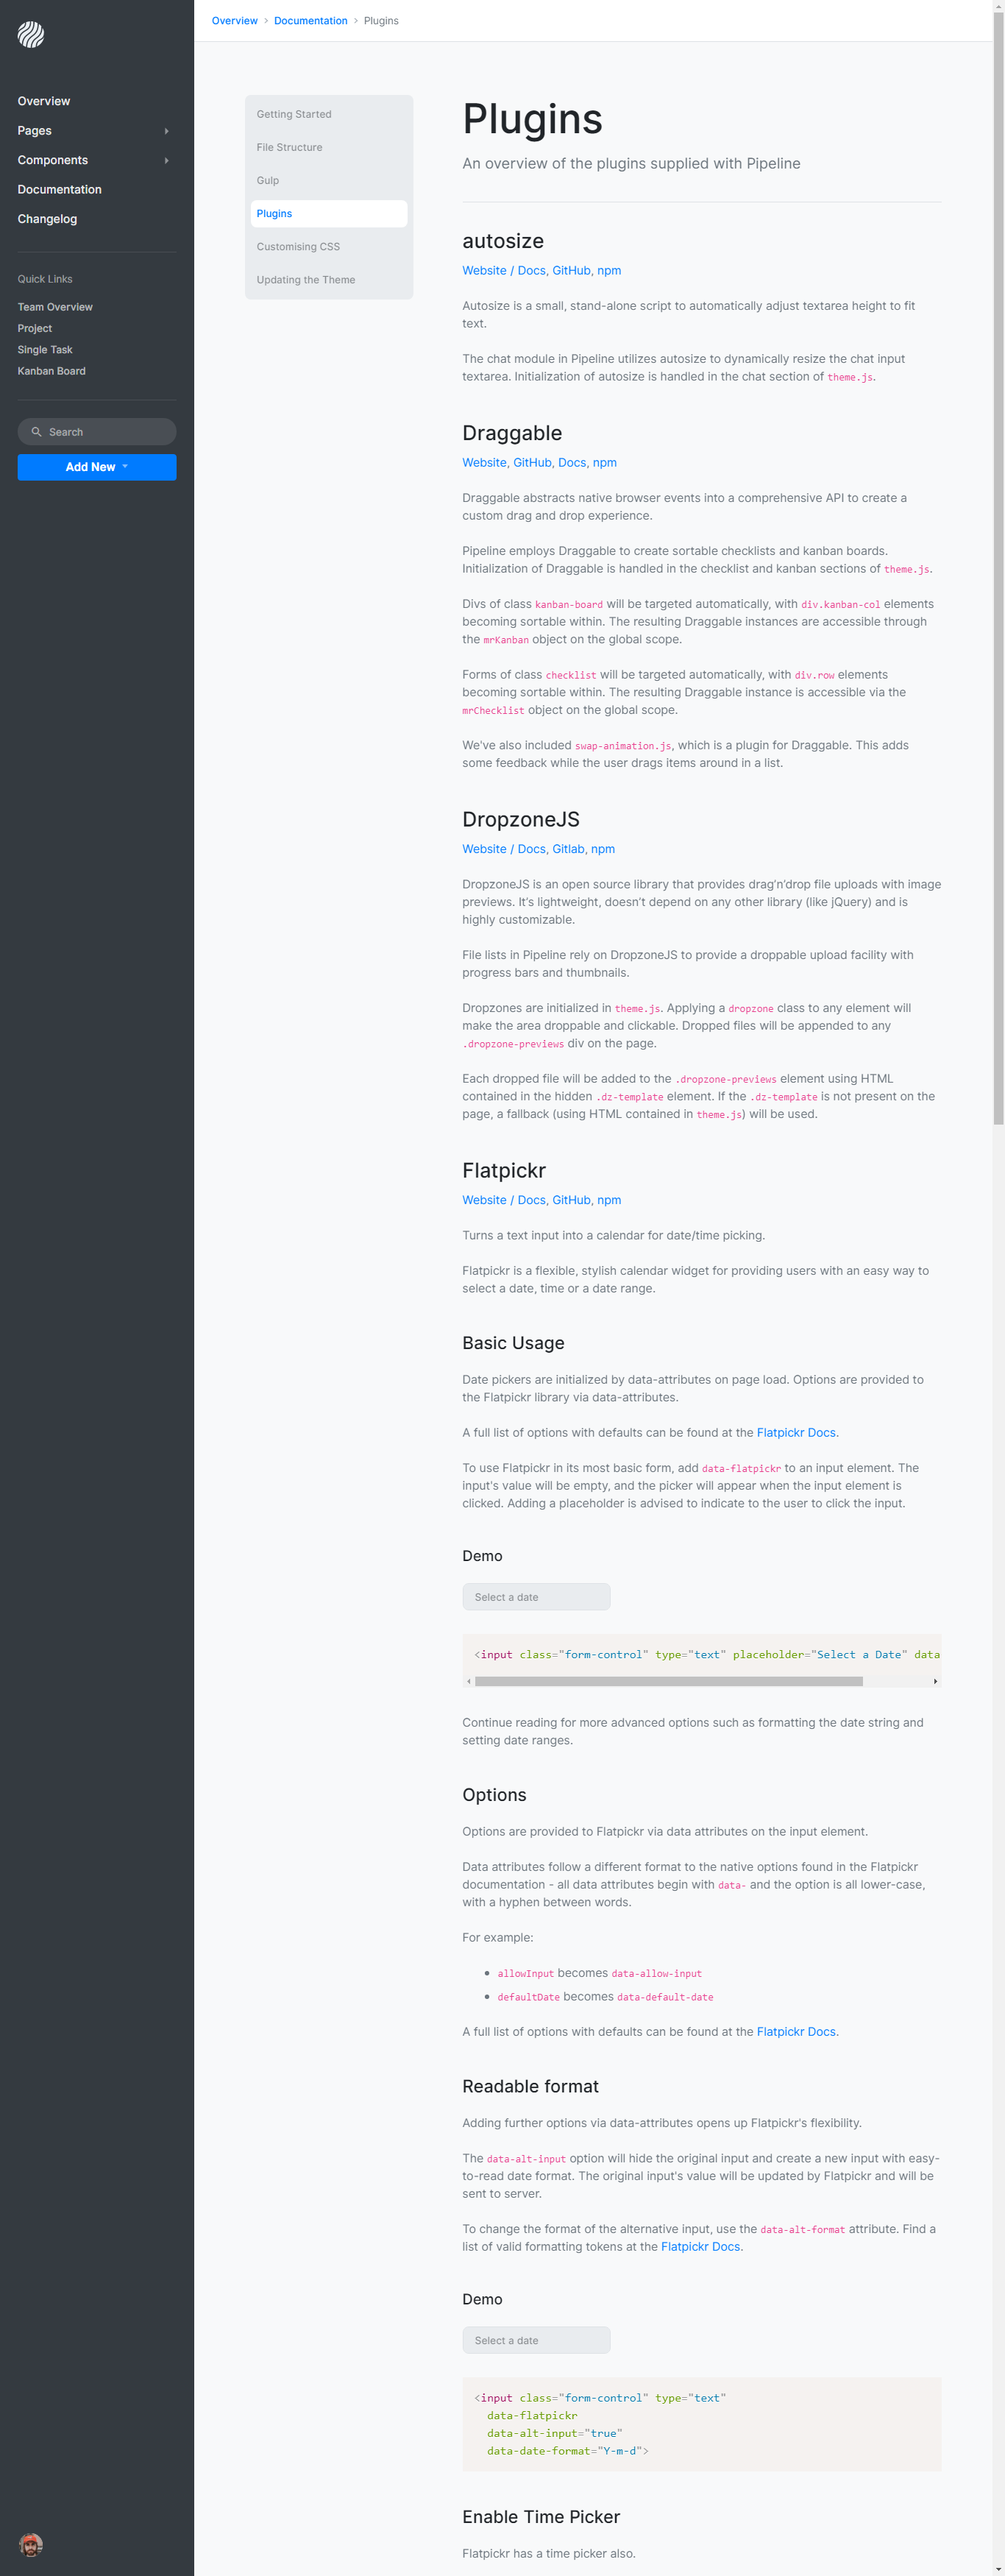 Overview > Documentation > Plugins
Overview
Pages
Components
Documentation
Changelog
Quick Links
Team Overview
Project
Single Task
Kanban Board
Search
Add New
Getting Started
File Structure
Gulp
Plugins
Customising CSS
Updating the Theme
Plugins
An overview of the plugins supplied with Pipeline
autosize
Website / Docs, GitHub, npm
Autosize is a small, stand-alone script to automatically adjust textarea height to fit
text.
The chat module in Pipeline utilizes autosize to dynamically resize the chat input
textarea. Initialization of autosize is handled in the chat section of theme.js.
Draggable
Website, GitHub, Docs, npm
Draggable abstracts native browser events into a comprehensive API to create a
custom drag and drop experience.
Pipeline employs Draggable to create sortable checklists and kanban boards.
Initialization of Draggable is handled in the checklist and kanban sections of theme.js.
Divs of class kanban-board will be targeted automatically, with div.kanban-col elements
becoming sortable within. The resulting Draggable instances are accessible through
the mrKanban object on the global scope.
Forms of class checklist will be targeted automatically, with div.row elements
becoming sortable within. The resulting Draggable instance is accessible via the
mrChecklist object on the global scope.
We've also included swap-animation.js, which is a plugin for Draggable. This adds
some feedback while the user drags items around in a list.
DropzoneJS
Website / Docs, Gitlab, npm
DropzoneJS is an open source library that provides drag'n'drop file uploads with image
previews. It's lightweight, doesn't depend on any other library (like jQuery) and is
highly customizable.
File lists in Pipeline rely on DropzoneJS to provide a droppable upload facility with
progress bars and thumbnails.
Dropzones are initialized in theme.js. Applying a dropzone class to any element will
make the area droppable and clickable. Dropped files will be appended to any
.dropzone-previews div on the page.
Each dropped file will be added to the .dropzone-previews element using HTML
contained in the hidden .dz-template element. If the .dz-template is not present on the
page, a fallback (using HTML contained in theme.js) will be used.
Flatpickr
Website / Docs, GitHub, npm
Turns a text input into a calendar for date/time picking.
Flatpickr is a flexible, stylish calendar widget for providing users with an easy way to
select a date, time or a date range.
Basic Usage
Date pickers are initialized by data-attributes on page load. Options are provided to
the Flatpickr library via data-attributes.
A full list of options with defaults can be found at the Flatpickr Docs.
To use Flatpickr in its most basic form, add data-flatpickr to an input element. The
input's value will be empty, and the picker will appear when the input element is
clicked. Adding a placeholder is advised to indicate to the user to click the input.
Demo
Select a date
<input class="form-control" type="text" placeholder="Select a Date" data
Continue reading for more advanced options such as formatting the date string and
setting date ranges.
Options
Options are provided to Flatpickr via data attributes on the input element.
Data attributes follow a different format to the native options found in the Flatpickr
documentation - all data attributes begin with data- and the option is all lower-case,
with a hyphen between words.
For example:
• allowInput becomes data-allow-input
• defaultDate becomes data-default-date
A full list of options with defaults can be found at the Flatpickr Docs.
Readable format
Adding further options via data-attributes opens up Flatpickr's flexibility.
The data-alt-input option will hide the original input and create a new input with easy-
to-read date format. The original input's value will be updated by Flatpickr and will be
sent to server.
To change the format of the alternative input, use the data-alt-format attribute. Find a
list of valid formatting tokens at the Flatpickr Docs.
Demo
Select a date
<input class="form-control" type="text"
data-flatpickr
data-alt-input="true"
data-date-format="Y-m-d">
Enable Time Picker
Flatpickr has a time picker also.